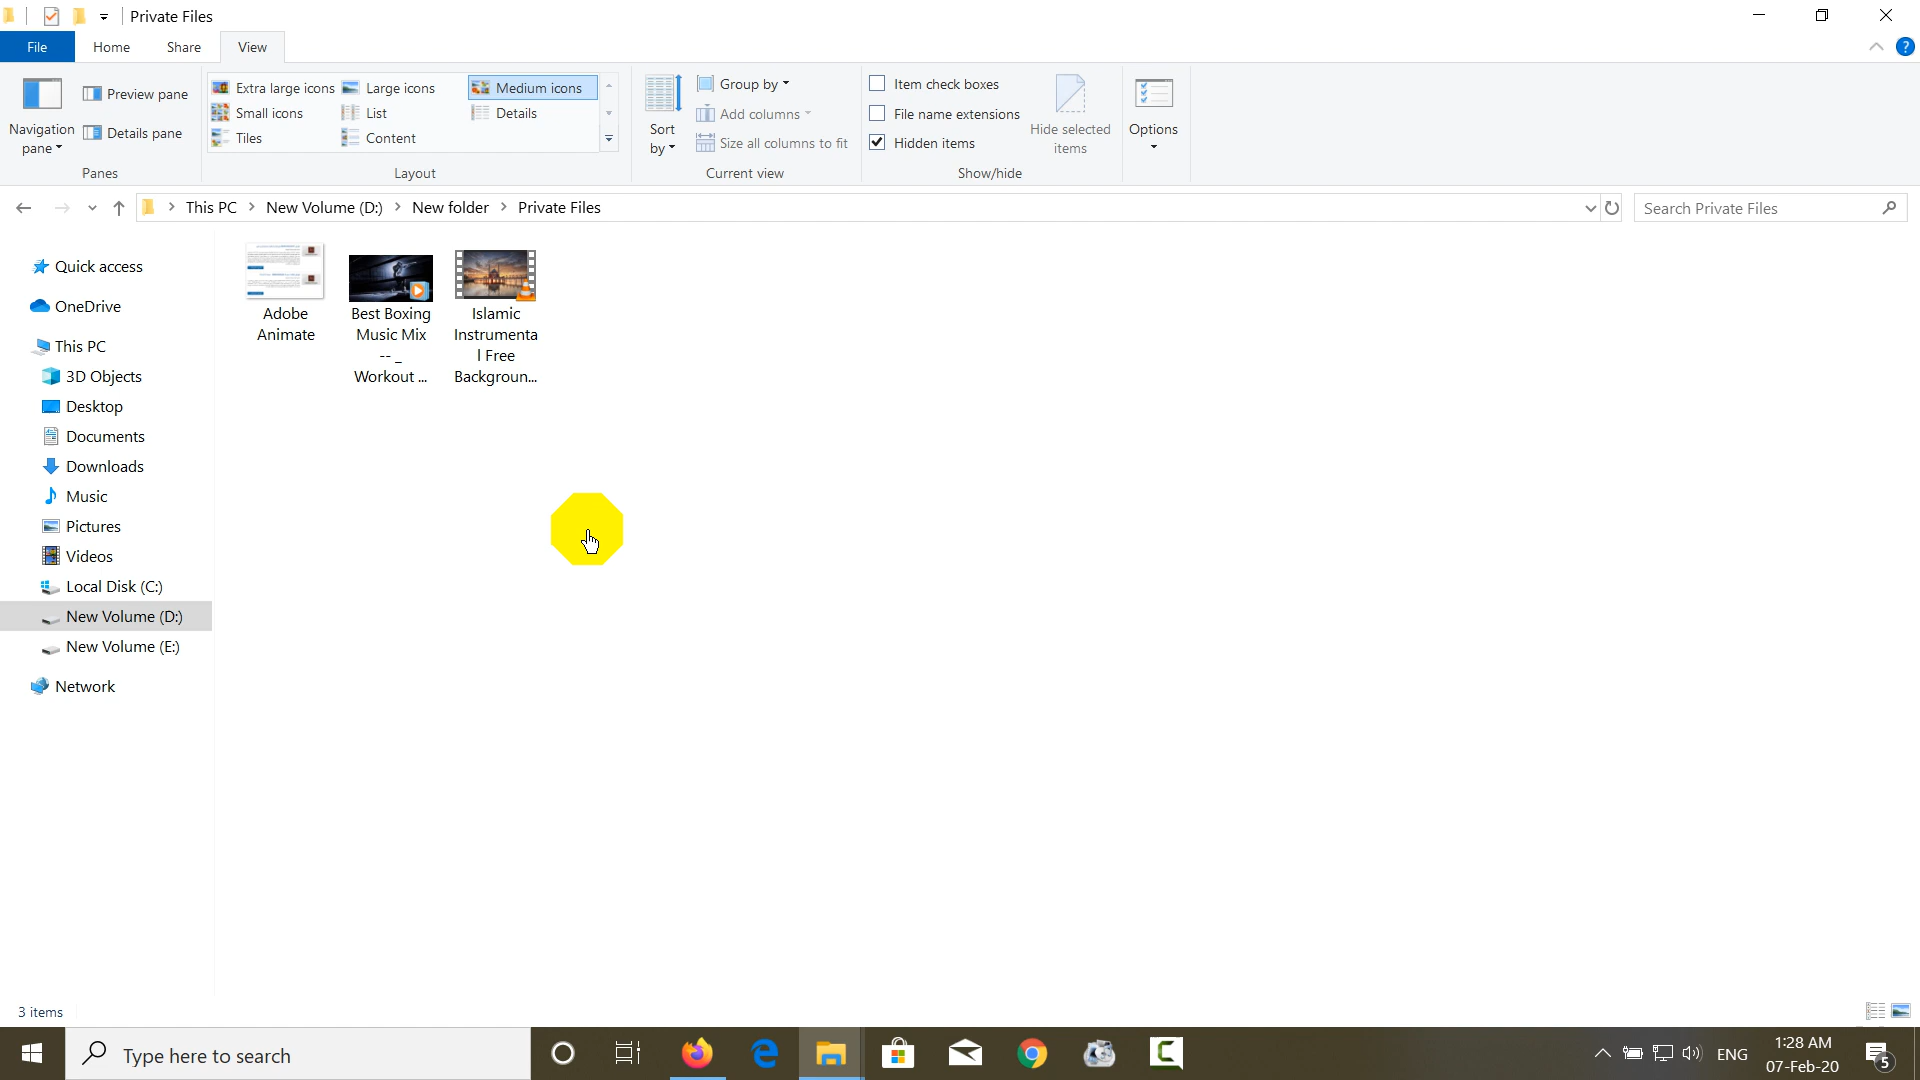 Private Files
File Home Share View
Navigation pane
Preview pane
Details pane
Panes
Extra large icons Large icons Medium icons
Small icons List Details
Tiles Content
Layout
Sort by
Group by
Add columns
Size all columns to fit
Current view
Item check boxes
File name extensions
Hidden items
Hide selected items
Show/hide
Options
This PC New Volume (D:) New folder Private Files
Search Private Files
Quick access
OneDrive
This PC
3D Objects
Desktop
Documents
Downloads
Music
Pictures
Videos
Local Disk (C:)
New Volume (D:)
New Volume (E:)
Network
Adobe
Animate
Best Boxing
Music Mix
-- _
Workout ...
Islamic
Instrumenta
l Free
Backgroun...
3 items
Type here to search
ENG
1:28 AM
07-Feb-20
5